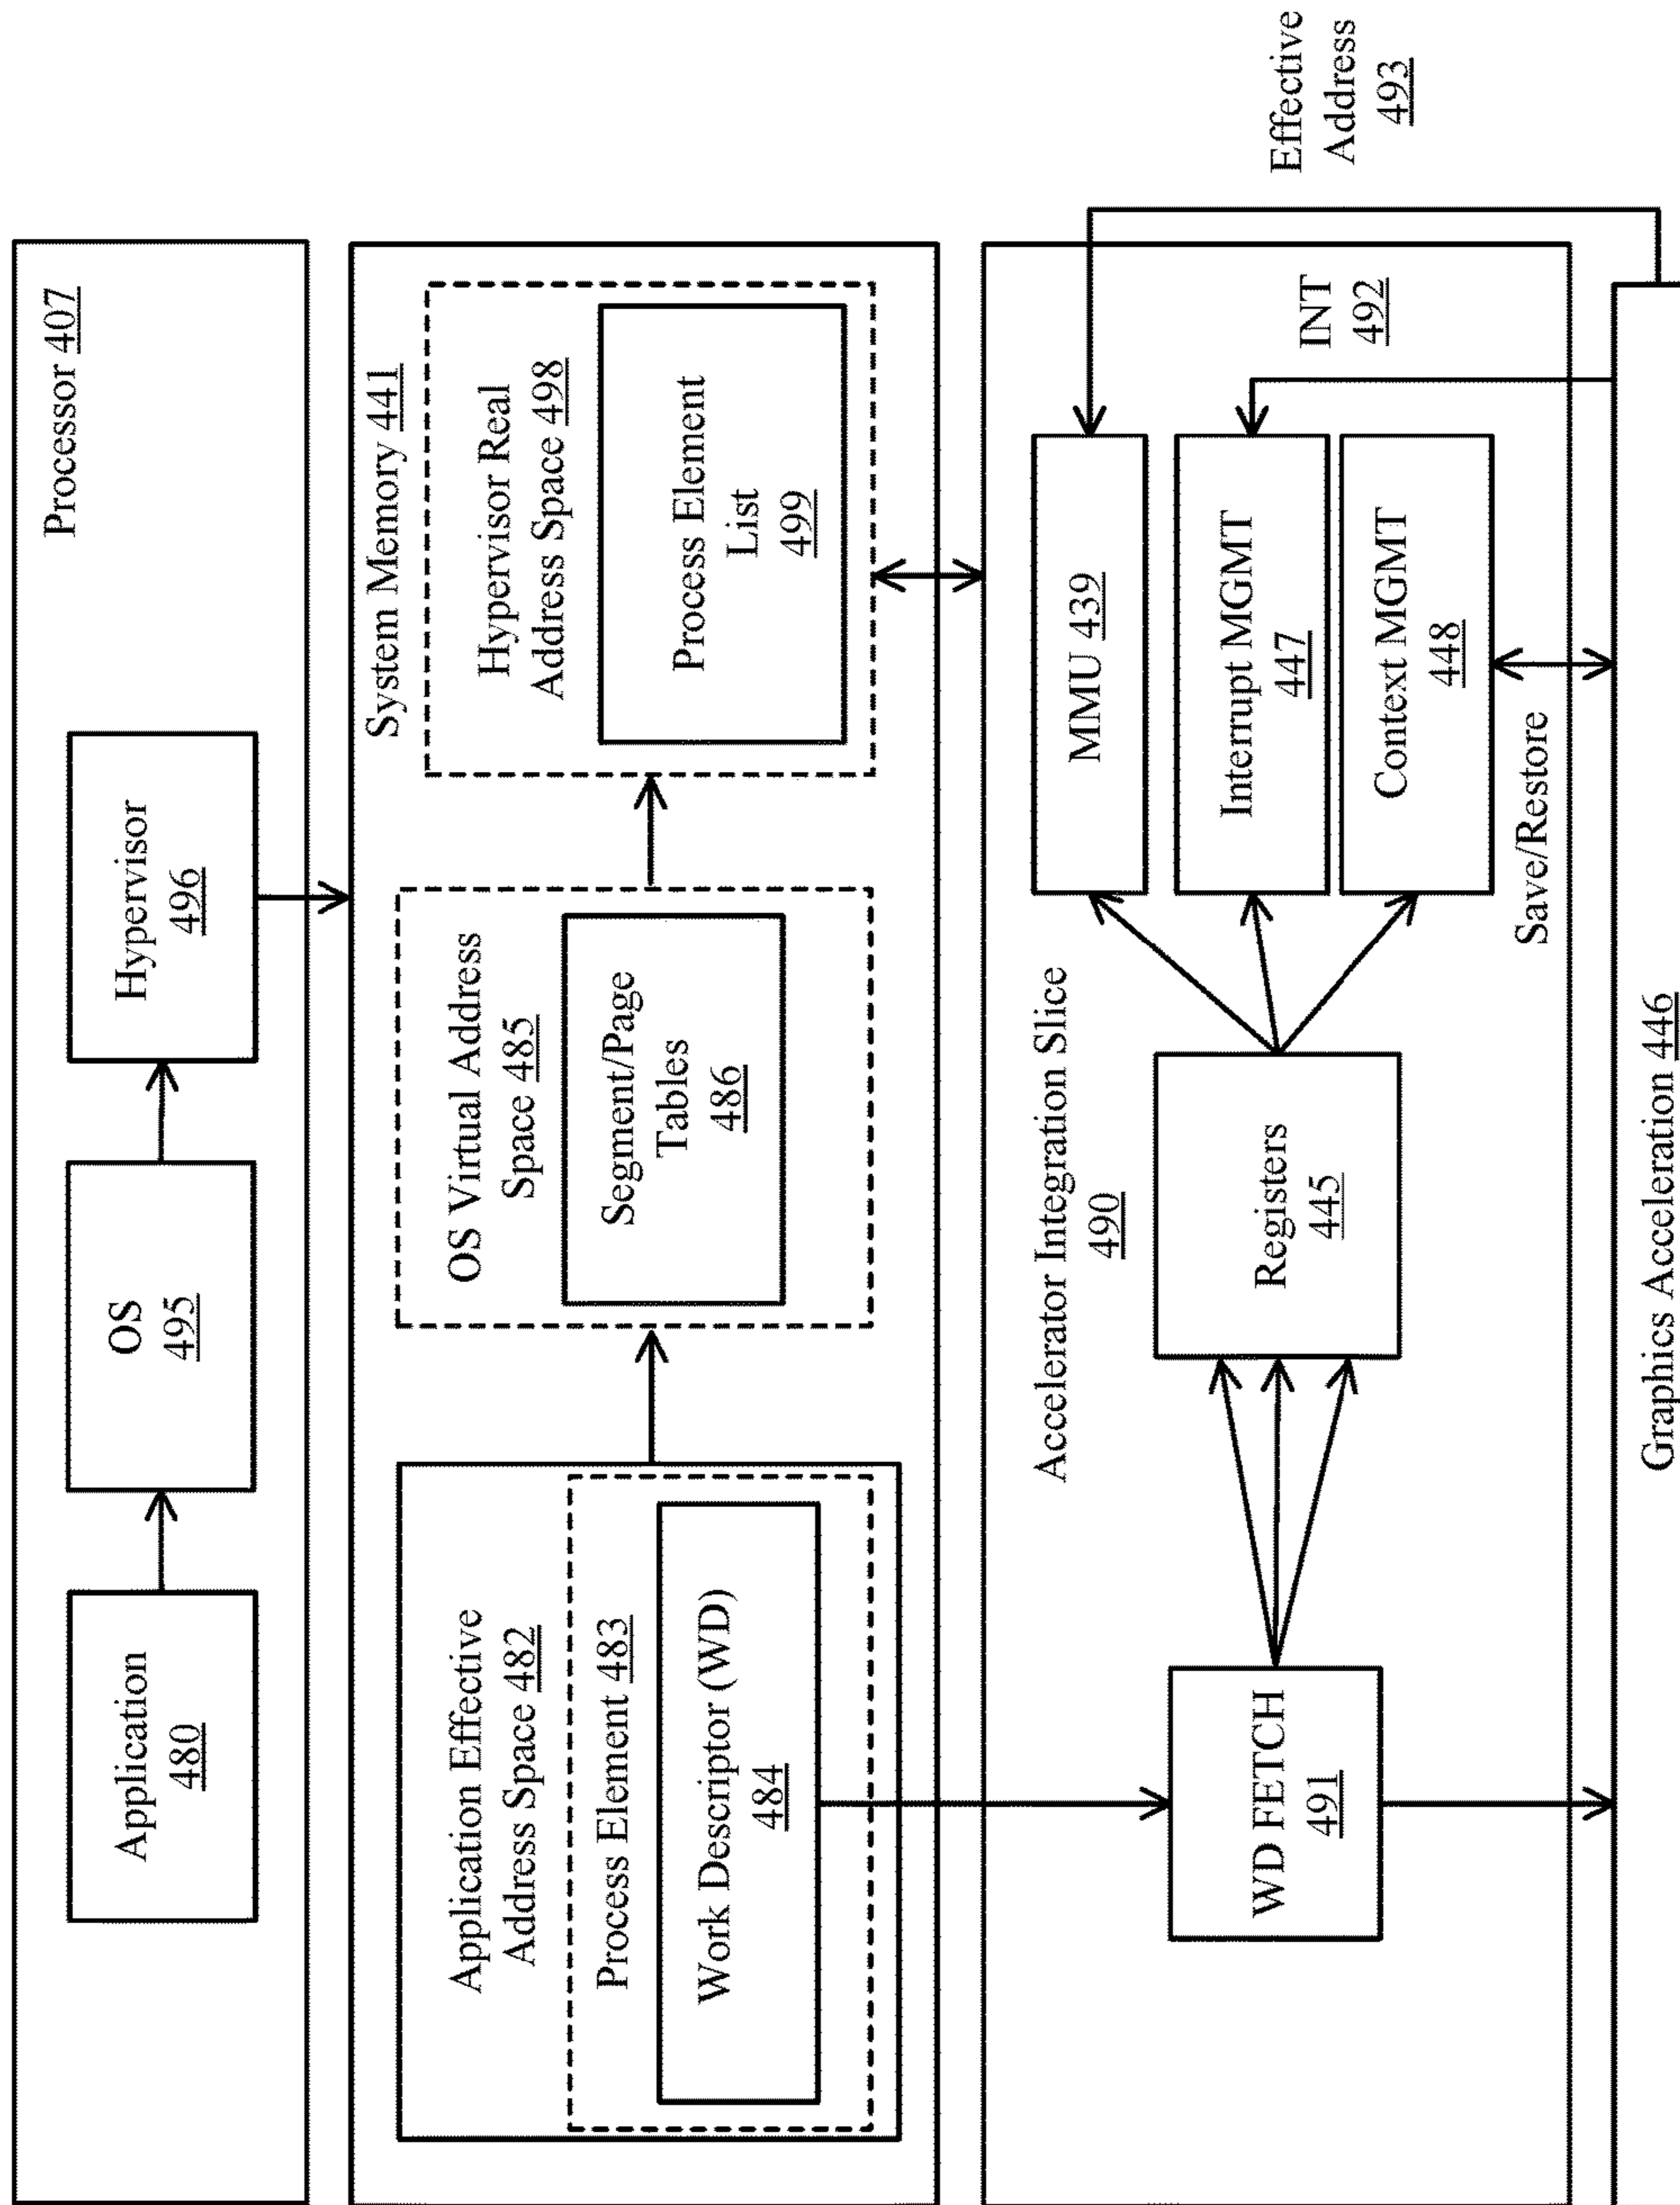 Processor 407
Application
480
OS
495
Hypervisor
496
System Memory 441
Application Effective
Address Space 482
Process Element 483
Work Descriptor (WD)
484
OS Virtual Address
Space 485
Segment/Page
Tables
486
Hypervisor Real
Address Space 498
Process Element
List
499
Accelerator Integration Slice
490
WD FETCH
491
Registers
445
MMU 439
Interrupt MGMT
447
Context MGMT
448
INT
492
Effective
Address
493
Save/Restore
Graphics Acceleration 446